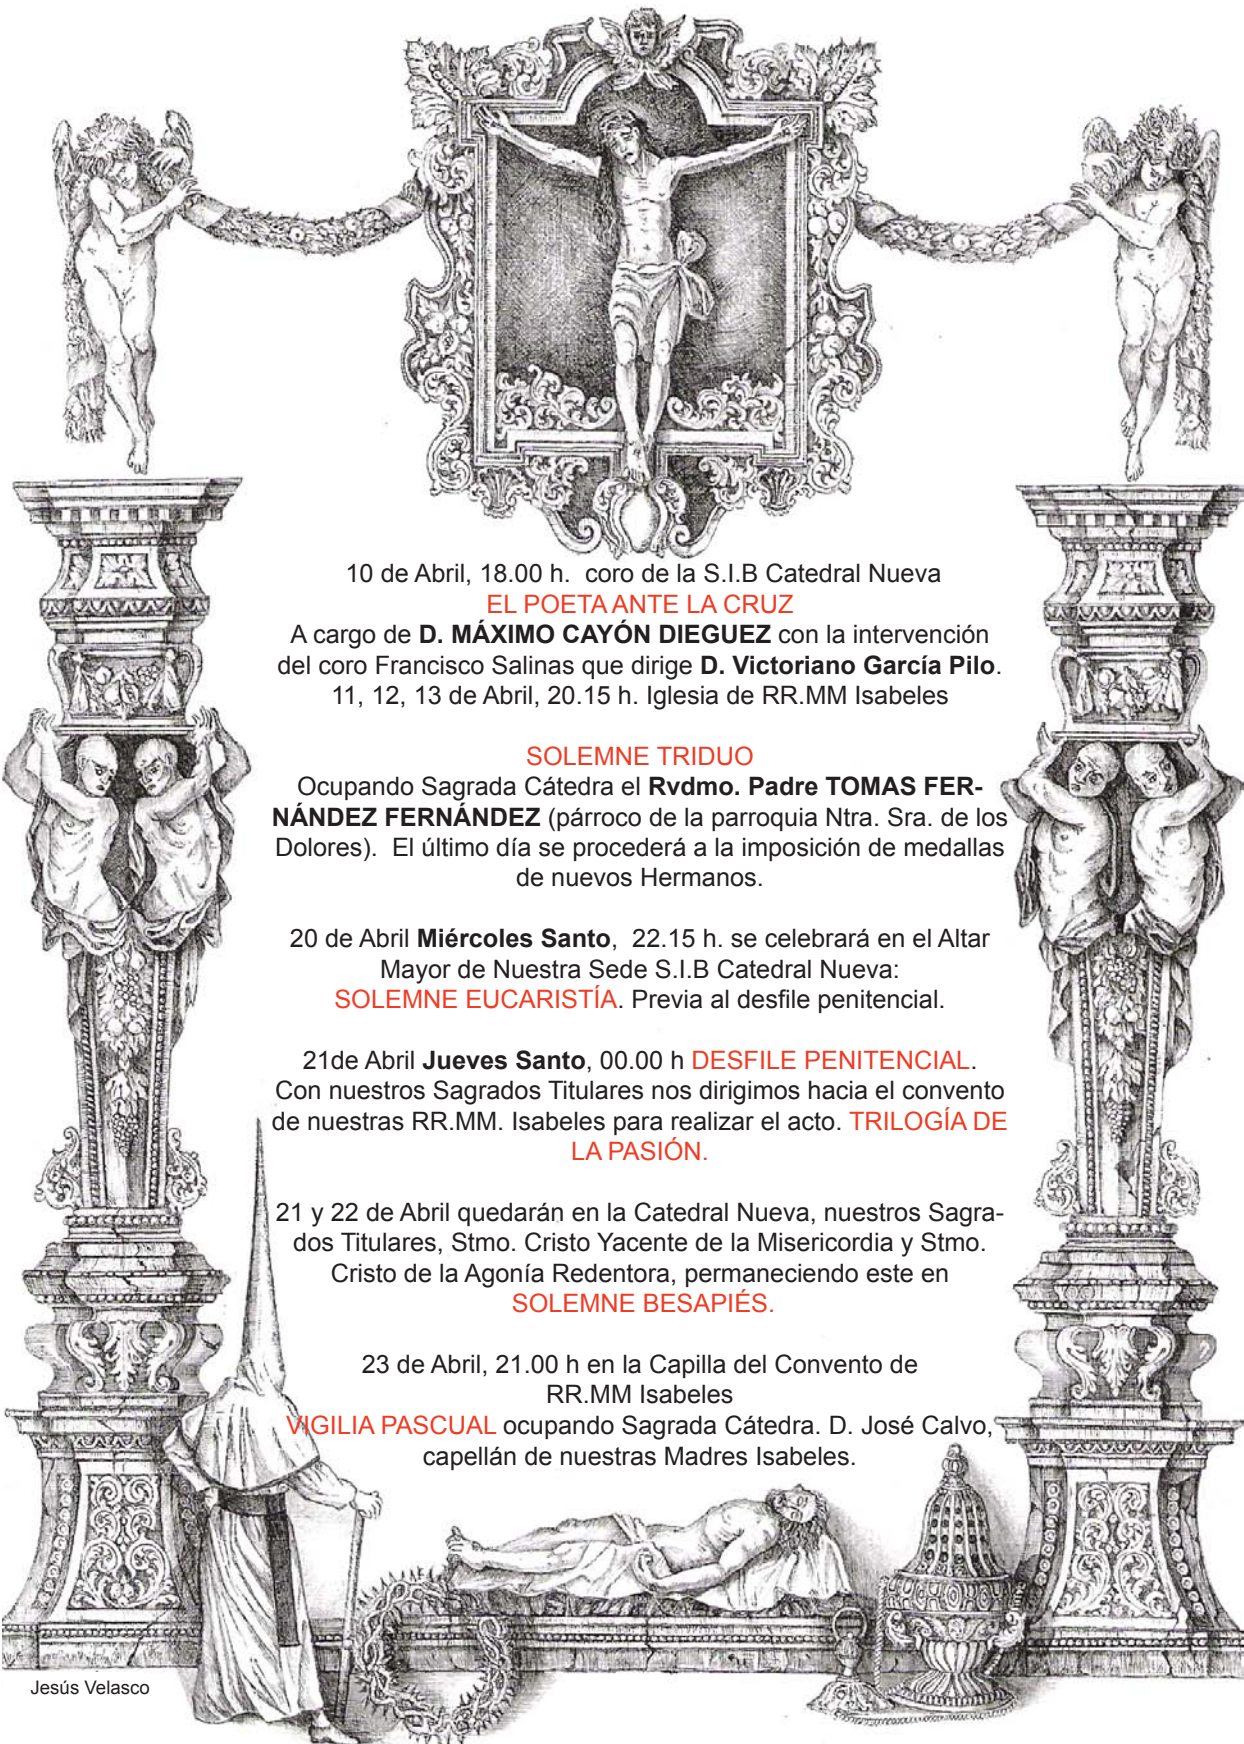 10 de Abril, 18.00 h. coro de la S.I.B Catedral Nueva
EL POETA ANTE LA CRUZ
A cargo de D. MÁXIMO CAYÓN DIEGUEZ con la intervención
del coro Francisco Salinas que dirige D. Victoriano García Pilo.
11, 12, 13 de Abril, 20.15 h. Iglesia de RR.MM Isabeles
SOLEMNE TRIDUO
Ocupando Sagrada Cátedra el Rvdmo. Padre TOMAS FER-
NÁNDEZ FERNÁNDEZ (párroco de la parroquia Ntra. Sra. de los
Dolores). El último día se procederá a la imposición de medallas
de nuevos Hermanos.
20 de Abril Miércoles Santo, 22.15 h. se celebrará en el Altar
Mayor de Nuestra Sede S.I.B Catedral Nueva:
SOLEMNE EUCARISTÍA. Previa al desfile penitencial.
21de Abril Jueves Santo, 00.00 h DESFILE PENITENCIAL.
Con nuestros Sagrados Titulares nos dirigimos hacia el convento
de nuestras RR.MM. Isabeles para realizar el acto. TRILOGÍA DE
LA PASIÓN.
21 y 22 de Abril quedarán en la Catedral Nueva, nuestros Sagra-
dos Titulares, Stmo. Cristo Yacente de la Misericordia y Stmo.
Cristo de la Agonía Redentora, permaneciendo este en
SOLEMNE BESAPIÉS.
23 de Abril, 21.00 h en la Capilla del Convento de
RR.MM Isabeles
VIGILIA PASCUAL ocupando Sagrada Cátedra. D. José Calvo,
capellán de nuestras Madres Isabeles.
Jesús Velasco